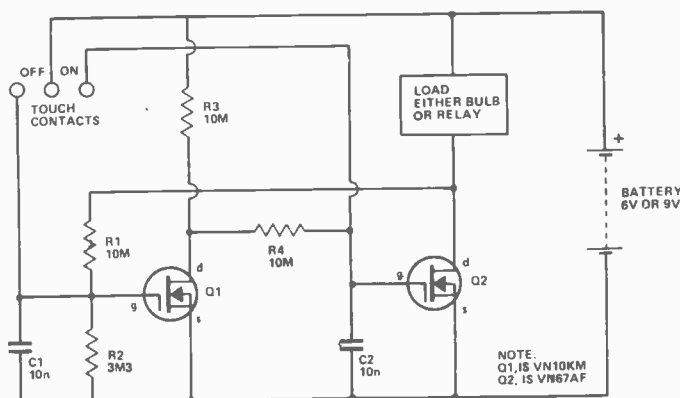 OFF ON
TOUCH
CONTACTS
R3
10M
LOAD
EITHER BULB
OR RELAY
+
BATTERY
6V OR 9V
R1
10M
R4
10M
d
Q1
g
s
d
Q2
g
s
C1
10n
R2
3M3
C2
10n
NOTE.
Q1, IS VN10KM
Q2, IS VN67AF